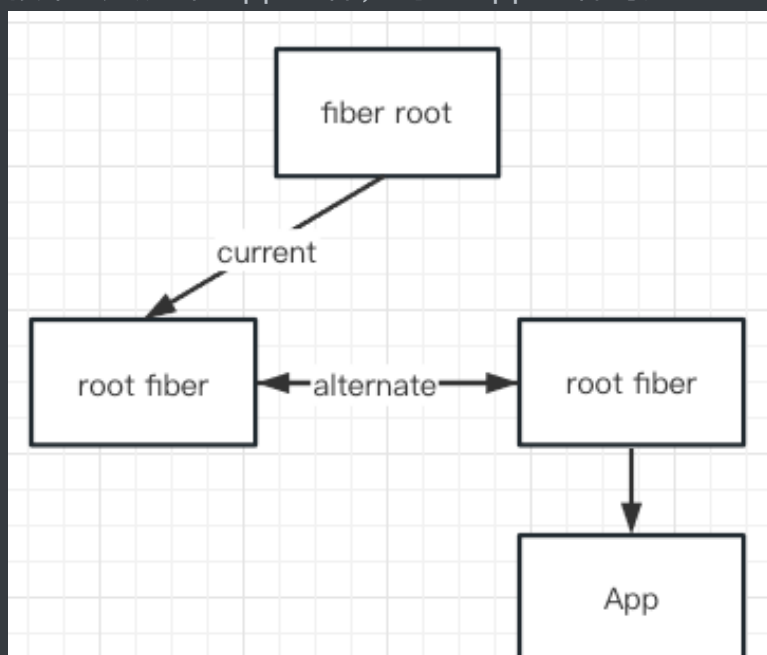 fiber root
current
root fiber
alternate
root fiber
App